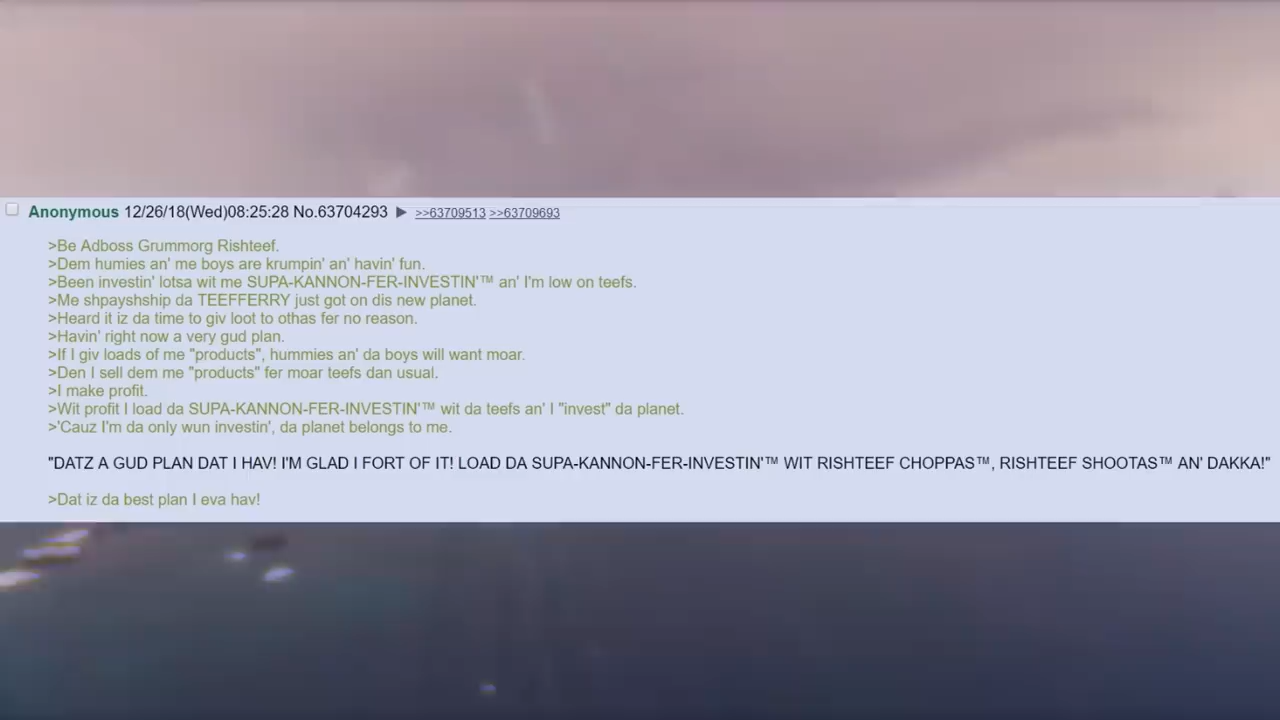 Anonymous 12/26/18(Wed)08:25:28 No.63704293 ▶ >>63709513 >>63709693
>Be Adboss Grummorg Rishteef.
>Dem humies an' me boys are krumpin' an' havin' fun.
>Been investin' lotsa wit me SUPA-KANNON-FER-INVESTIN'™ an' I'm low on teefs.
>Me shpayshship da TEEFFERRY just got on dis new planet.
>Heard it iz da time to giv loot to othas fer no reason.
>Havin' right now a very gud plan.
>If I giv loads of me "products", hummies an' da boys will want moar.
>Den I sell dem me "products" fer moar teefs dan usual.
>I make profit.
>Wit profit I load da SUPA-KANNON-FER-INVESTIN'™ wit da teefs an' I "invest" da planet.
>'Cauz I'm da only wun investin', da planet belongs to me.
"DATZ A GUD PLAN DAT I HAV! I'M GLAD I FORT OF IT! LOAD DA SUPA-KANNON-FER-INVESTIN'™ WIT RISHTEEF CHOPPAS™, RISHTEEF SHOOTAS™ AN' DAKKA!"
>Dat iz da best plan I eva hav!